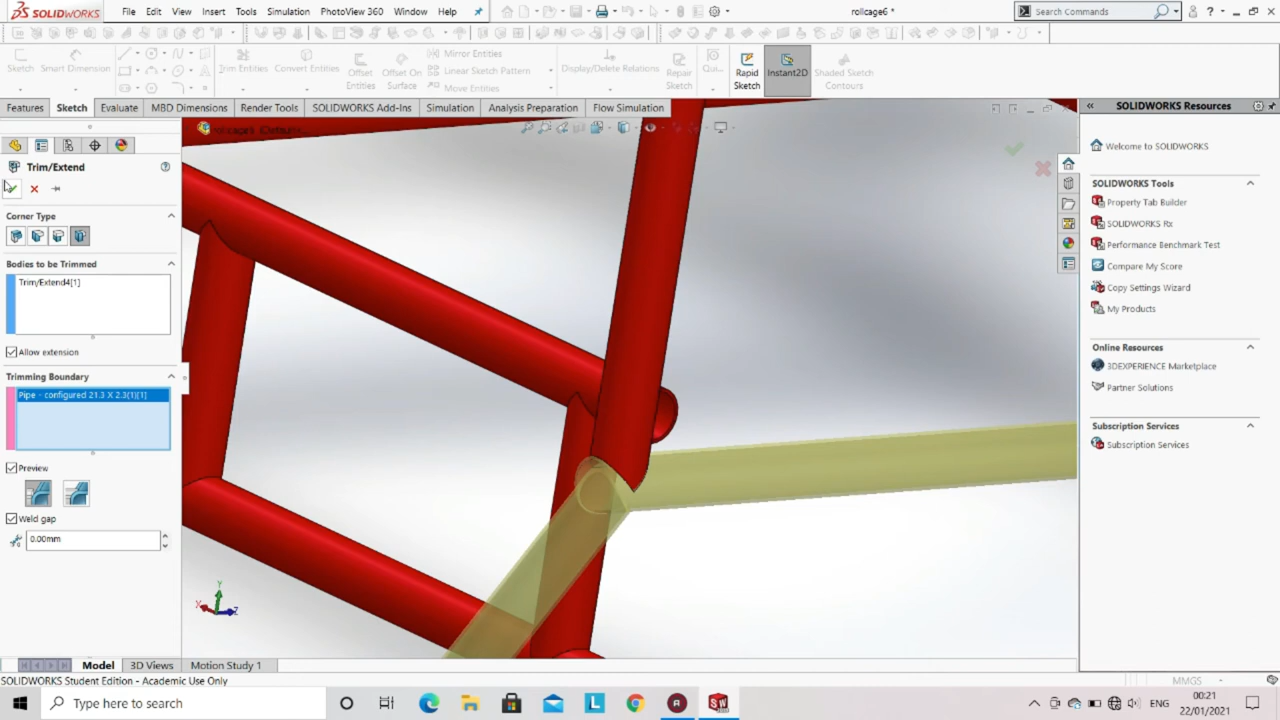 SOLIDWORKS File Edit View Insert Tools Simulation PhotoView 360 Window Help rollcage6 * Search Commands
Sketch Smart Dimension Trim Entities Convert Entities Offset Entities Offset On Surface Mirror Entities Linear Sketch Pattern Move Entities Display/Delete Relations Repair Sketch Qui... Rapid Sketch Instant2D Shaded Sketch Contours
Features Sketch Evaluate MBD Dimensions Render Tools SOLIDWORKS Add-Ins Simulation Analysis Preparation Flow Simulation
SOLIDWORKS Resources
Trim/Extend
Corner Type
Bodies to be Trimmed
Trim/Extend4[1]
Allow extension
Trimming Boundary
Pipe - configured 21.3 X 2.3(1)[1]
Preview
Weld gap
0.00mm
Y
X
Z
Welcome to SOLIDWORKS
SOLIDWORKS Tools
Property Tab Builder
SOLIDWORKS Rx
Performance Benchmark Test
Compare My Score
Copy Settings Wizard
My Products
Online Resources
3DEXPERIENCE Marketplace
Partner Solutions
Subscription Services
Subscription Services
Model 3D Views Motion Study 1
SOLIDWORKS Student Edition - Academic Use Only
MMGS
Type here to search
ENG
00:21
22/01/2021